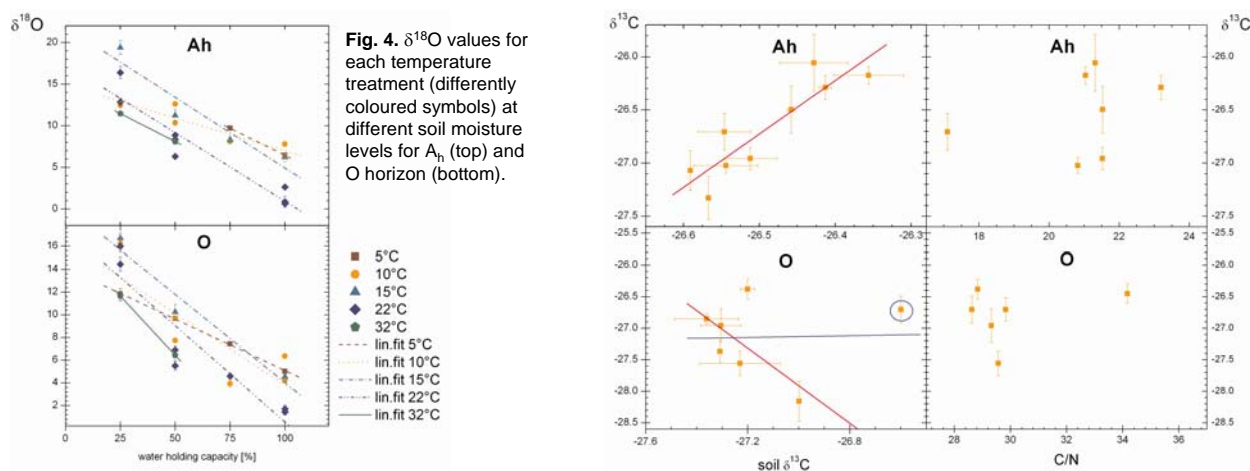 δ18O
20
15
10
5
0
Ah
Fig. 4. δ18O values for
each temperature
treatment (differently
coloured symbols) at
different soil moisture
levels for Ah (top) and
O horizon (bottom).
16
14
12
10
8
6
4
2
O
0 25 50 75 100
water holding capacity [%]
5°C
10°C
15°C
22°C
32°C
lin.fit 5°C
lin.fit 10°C
lin.fit 15°C
lin.fit 22°C
lin.fit 32°C
δ13C
-26.0
-26.5
-27.0
-27.5
Ah
-26.6 -26.5 -26.4 -26.3
Ah
δ13C
-26.0
-26.5
-27.0
-27.5
18 20 22 24
-25.5
-26.0
-26.5
-27.0
-27.5
-28.0
-28.5
O
-27.6 -27.2 -26.8
soil δ13C
O
-25.5
-26.0
-26.5
-27.0
-27.5
-28.0
-28.5
28 30 32 34 36
C/N